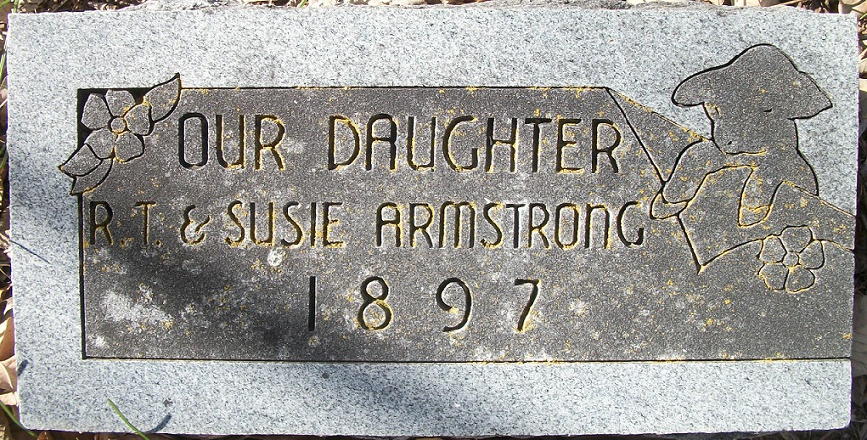 OUR DAUGHTER
R.T. & SUSIE ARMSTRONG
1897